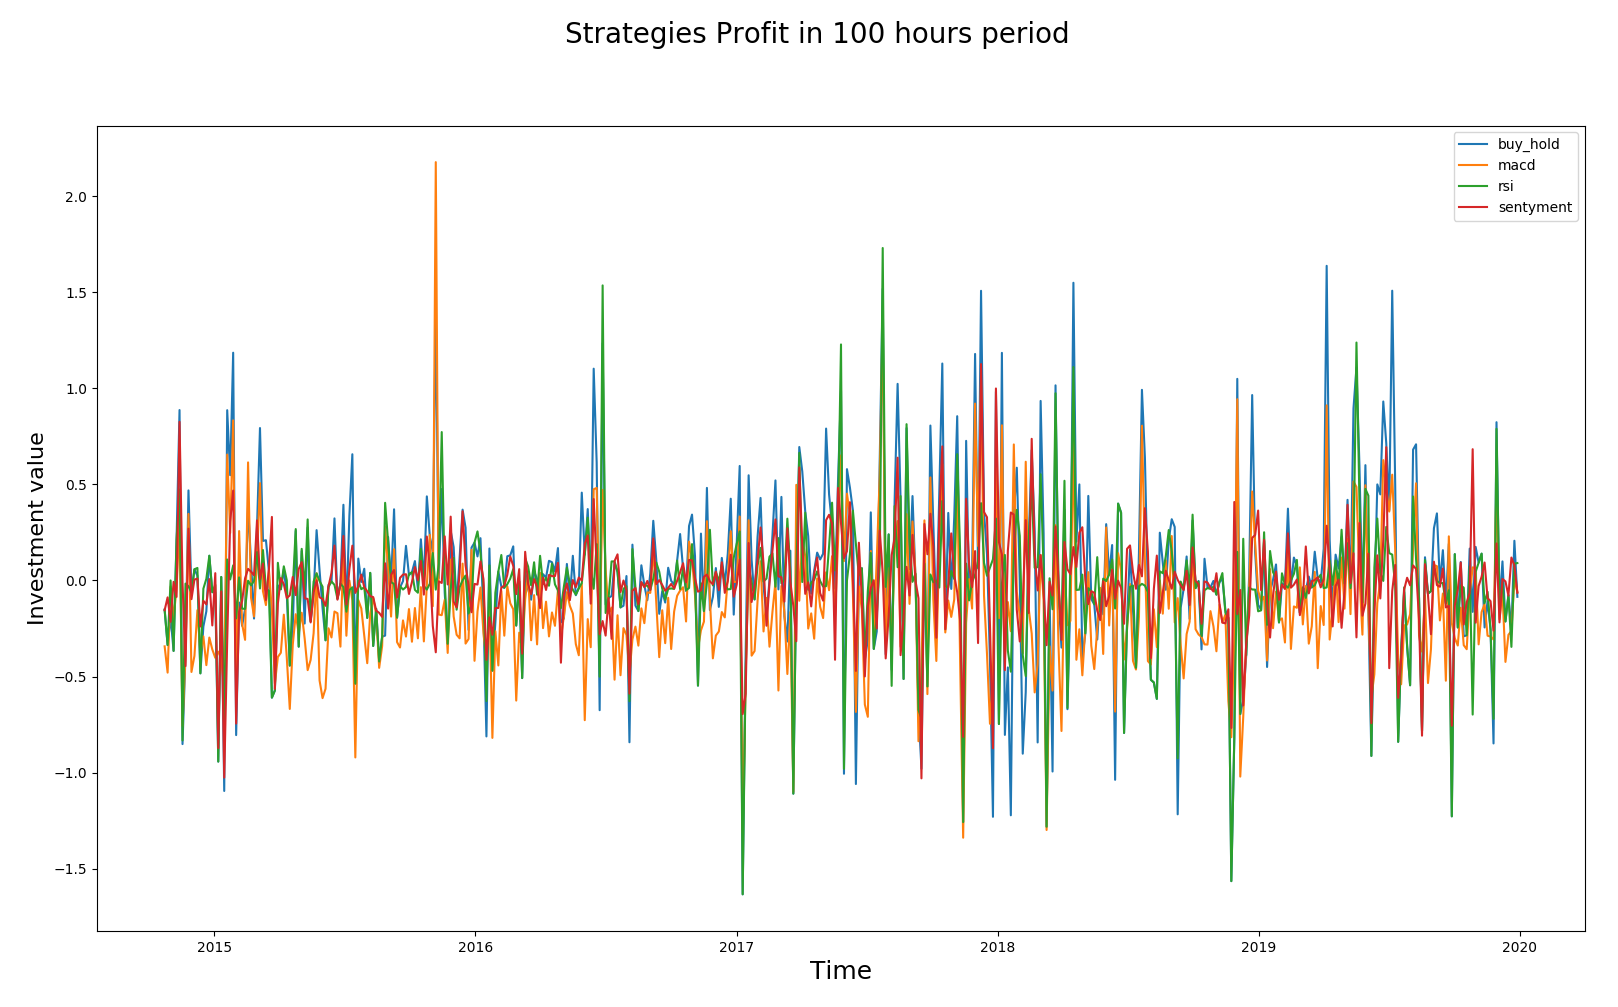 Strategies Profit in 100 hours period
buy_hold
macd
rsi
sentyment
2.0
1.5
1.0
0.5
0.0
−0.5
−1.0
−1.5
Investment value
2015 2016 2017 2018 2019 2020
Time